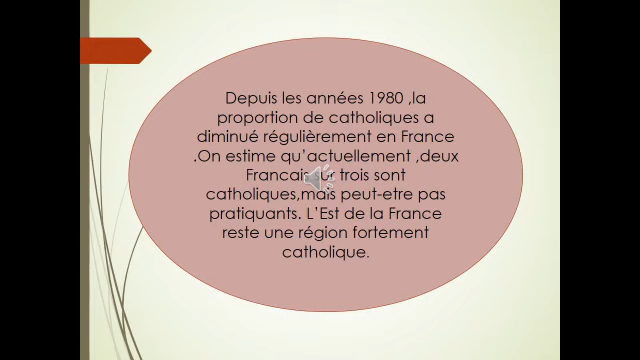 Depuis les années 1980 ,la
proportion de catholiques a
diminué régulièrement en France
.On estime qu’actuellement ,deux
Francais sur trois sont
catholiques,mais peut-etre pas
pratiquants. L’Est de la France
reste une région fortement
catholique.